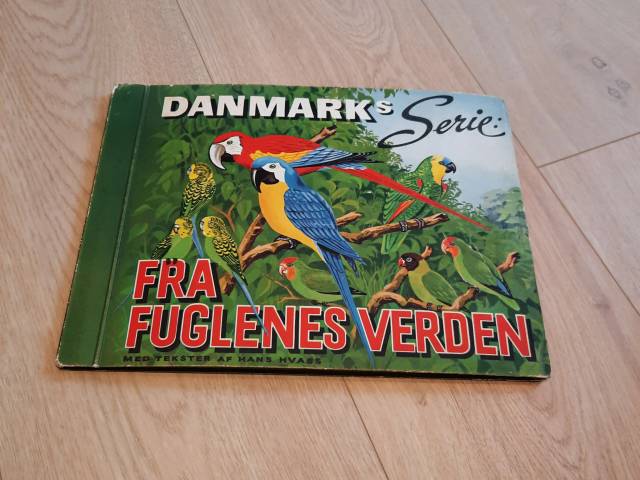 DANMARKs Serie:
FRA
FUGLENES VERDEN
MED TEKSTER AF HANS HVASS